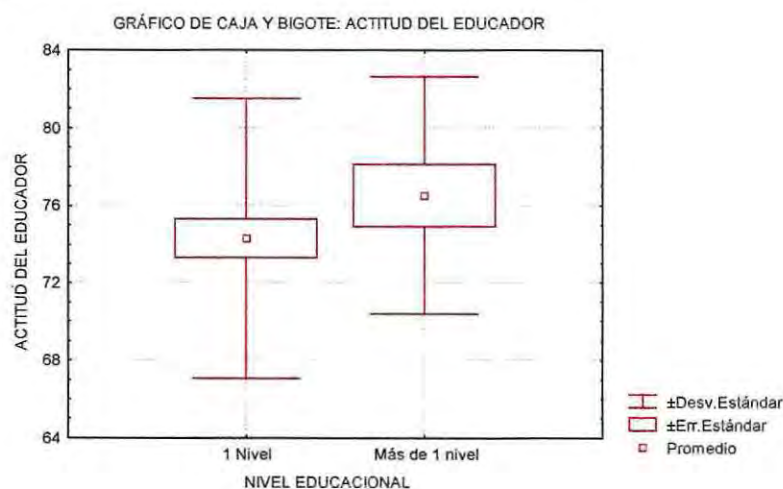 GRÁFICO DE CAJA Y BIGOTE: ACTITUD DEL EDUCADOR
84
80
76
72
68
64
ACTITUD DEL EDUCADOR
1 Nivel
Más de 1 nivel
NIVEL EDUCACIONAL
±Desv.Estándar
±Err.Estándar
Promedio